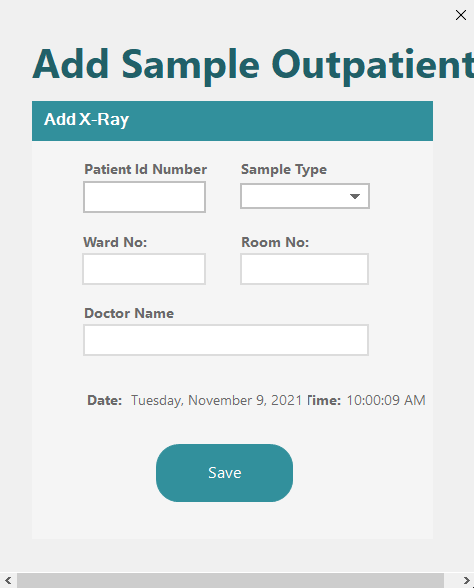 Add Sample Outpatient
Add X-Ray
Patient Id Number Sample Type
Ward No: Room No:
Doctor Name
Date: Tuesday, November 9, 2021 Time: 10:00:09 AM
Save